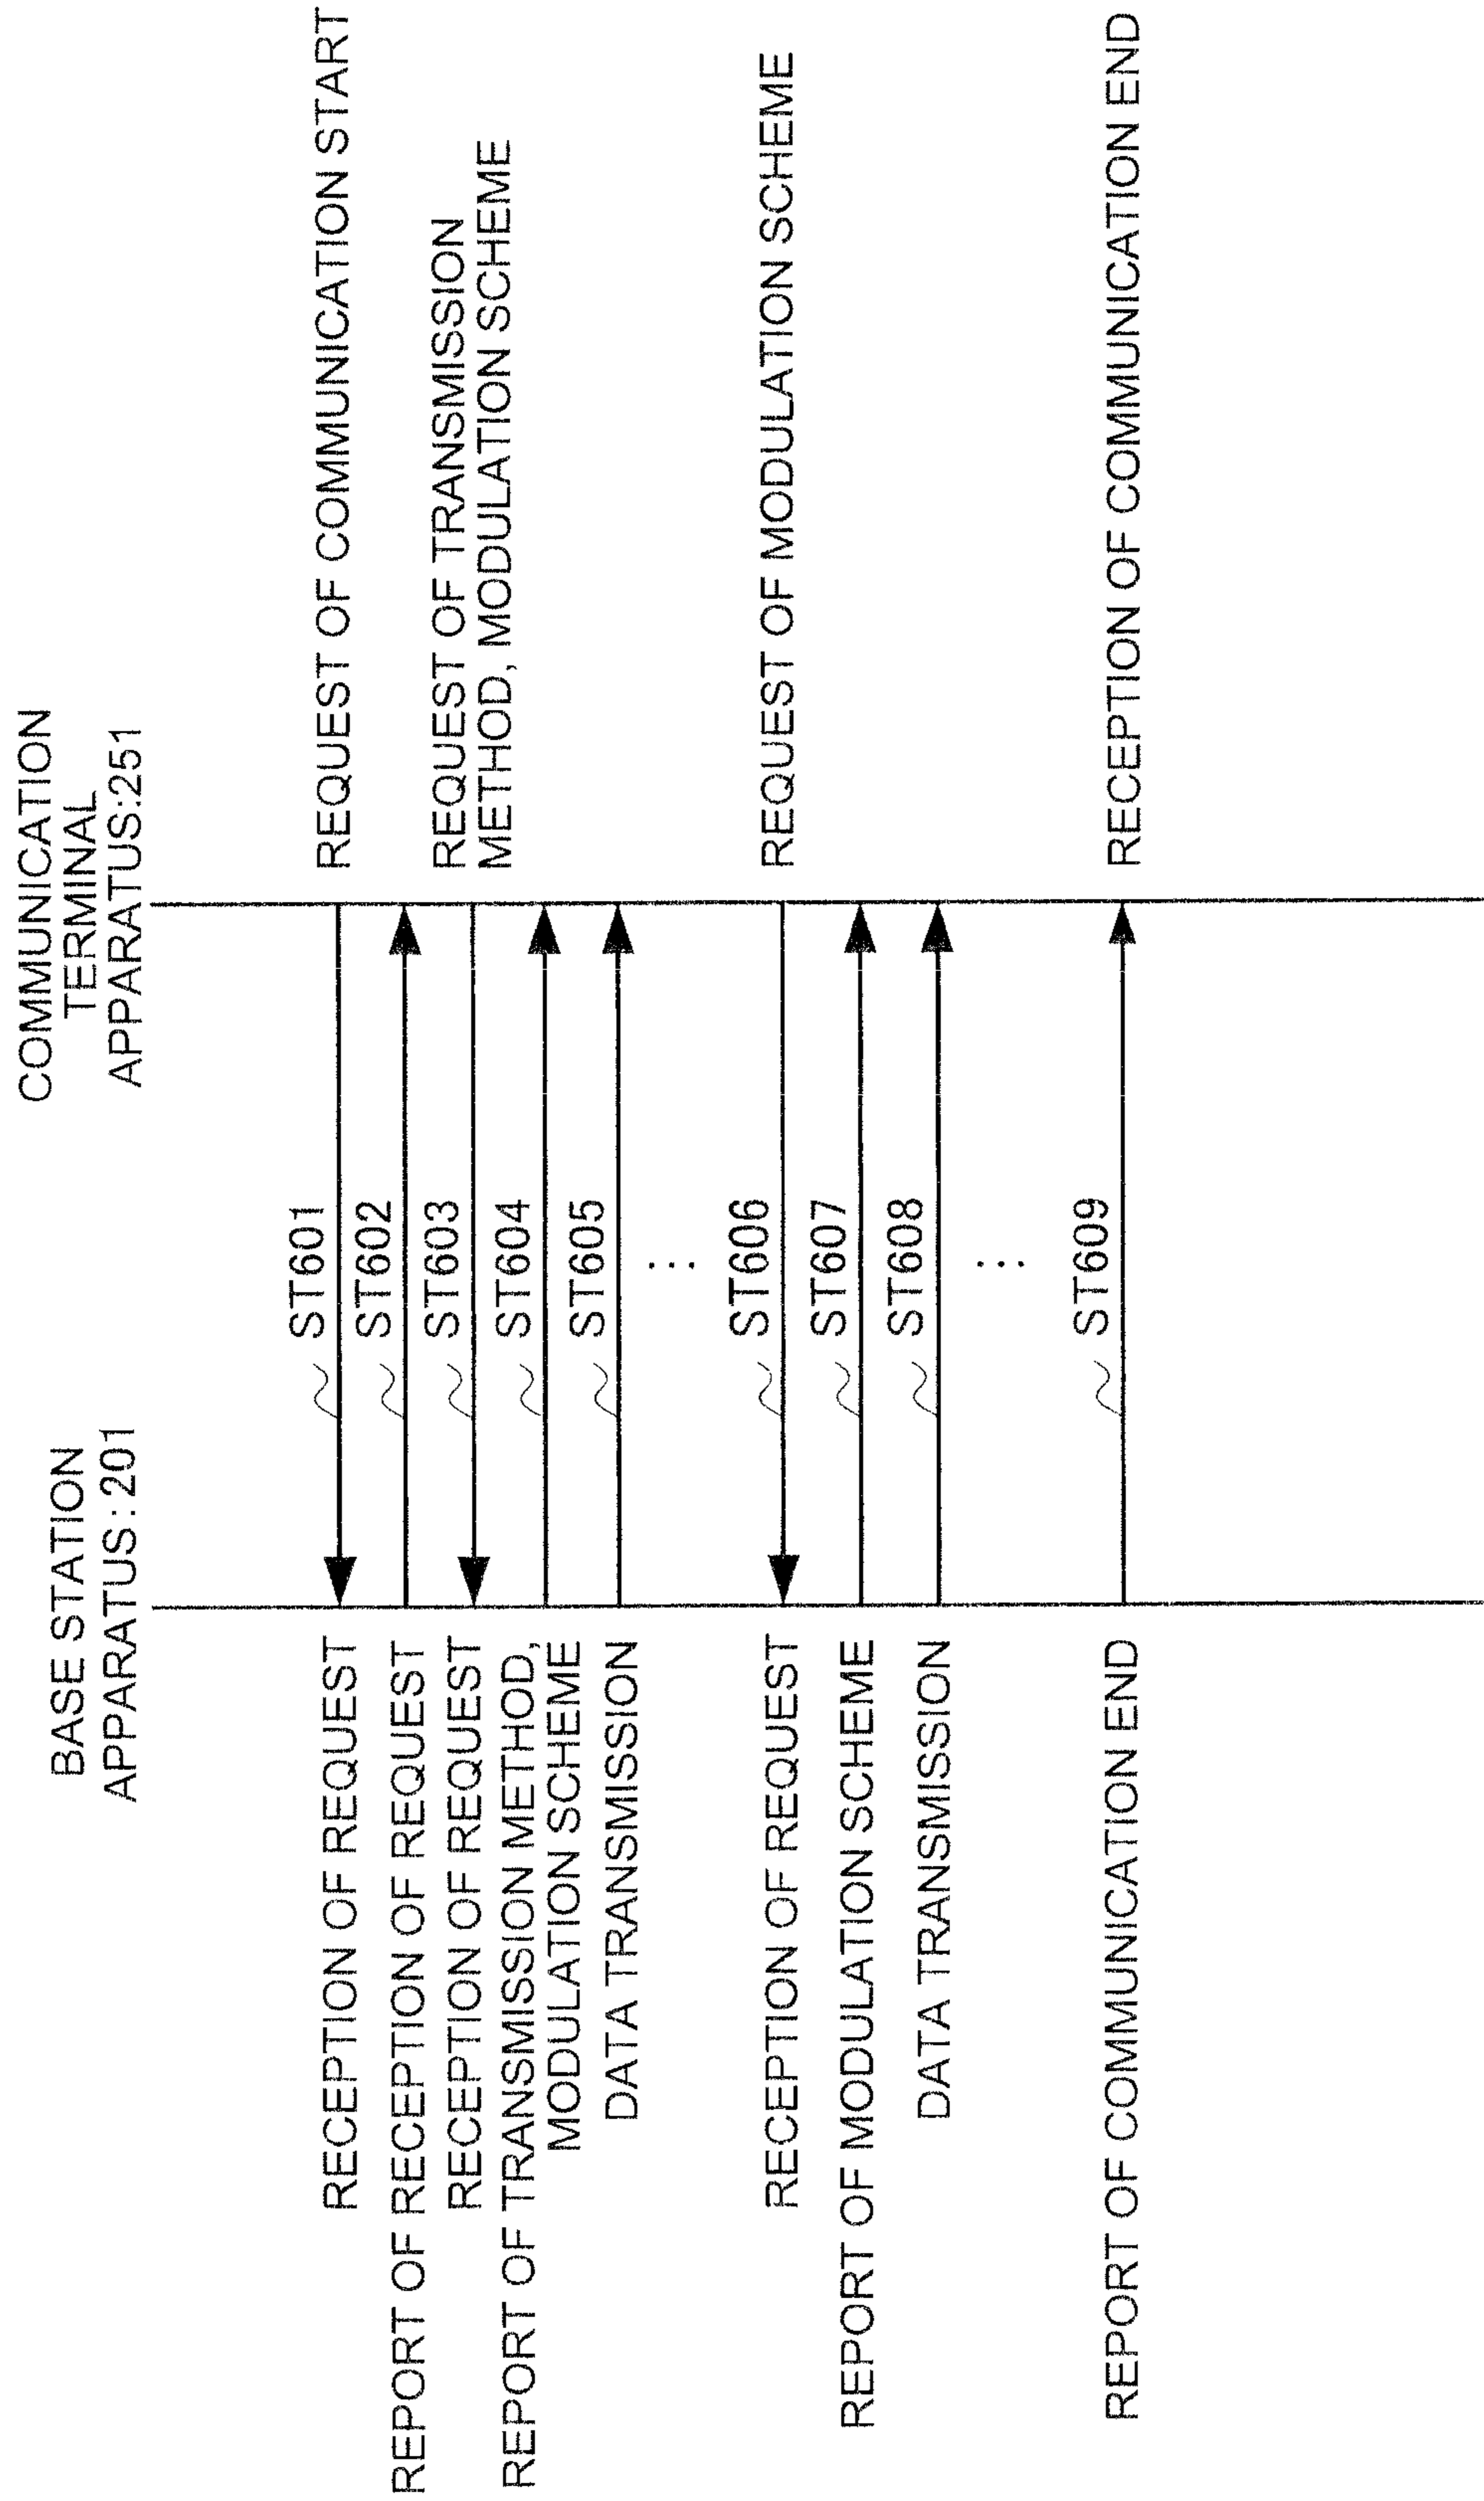 BASE STATION
APPARATUS:201
COMMUNICATION
TERMINAL
APPARATUS:251
RECEPTION OF REQUEST
ST601
REQUEST OF COMMUNICATION START
REPORT OF RECEPTION OF REQUEST
ST602
RECEPTION OF REQUEST
ST603
REQUEST OF TRANSMISSION
METHOD, MODULATION SCHEME
REPORT OF TRANSMISSION METHOD,
MODULATION SCHEME
ST604
DATA TRANSMISSION
ST605
...
RECEPTION OF REQUEST
ST606
REQUEST OF MODULATION SCHEME
REPORT OF MODULATION SCHEME
ST607
DATA TRANSMISSION
ST608
...
REPORT OF COMMUNICATION END
ST609
RECEPTION OF COMMUNICATION END